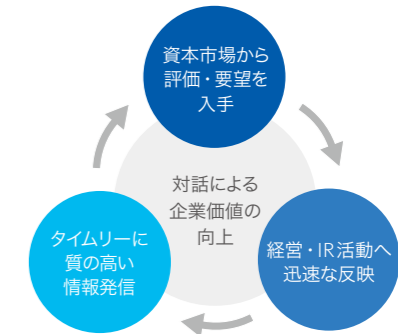 資本市場から
評価・要望を
入手
対話による
企業価値の
向上
タイムリーに
質の高い
情報発信
経営・IR活動へ
迅速な反映